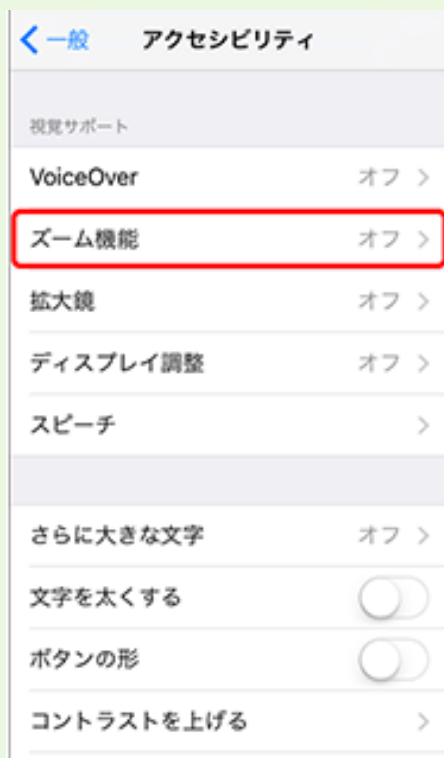 一般 アクセシビリティ
視覚サポート
VoiceOver オフ
ズーム機能 オフ
拡大鏡 オフ
ディスプレイ調整 オフ
スピーチ
さらに大きな文字 オフ
文字を太くする
ボタンの形
コントラストを上げる